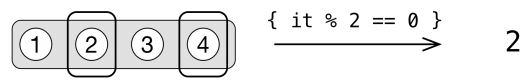 1 2 3 4
{ it % 2 == 0 }
2